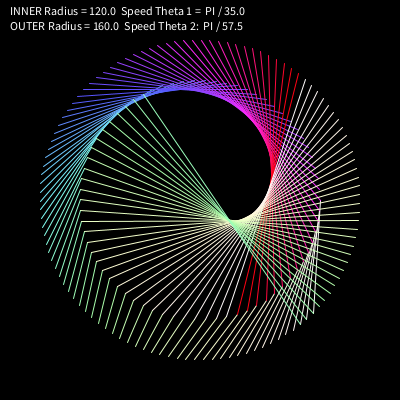 INNER Radius = 120.0  Speed Theta 1 =  PI / 35.0
OUTER Radius = 160.0  Speed Theta 2:  PI / 57.5